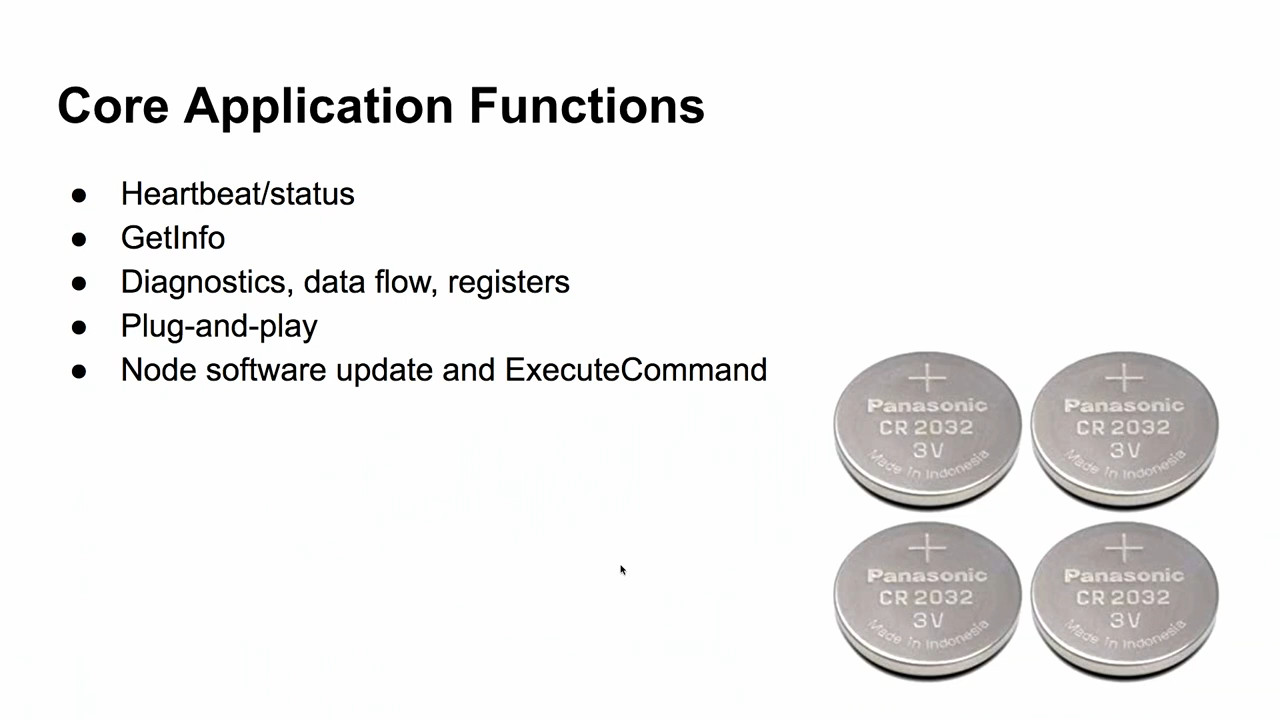 Core Application Functions
● Heartbeat/status
● GetInfo
● Diagnostics, data flow, registers
● Plug-and-play
● Node software update and ExecuteCommand
+
Panasonic
CR 2032
3V
Made in Indonesia
+
Panasonic
CR 2032
3V
Made in Indonesia
+
Panasonic
CR 2032
3V
Made in Indonesia
+
Panasonic
CR 2032
3V
Made in Indonesia